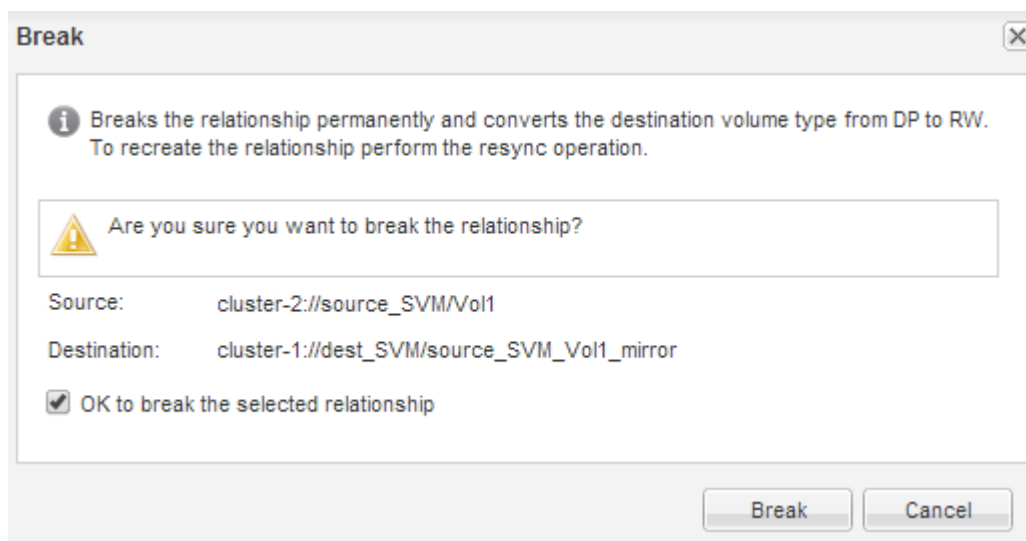 Break
Breaks the relationship permanently and converts the destination volume type from DP to RW.
To recreate the relationship perform the resync operation.
Are you sure you want to break the relationship?
Source: cluster-2://source_SVM/Vol1
Destination: cluster-1://dest_SVM/source_SVM_Vol1_mirror
OK to break the selected relationship
Break Cancel